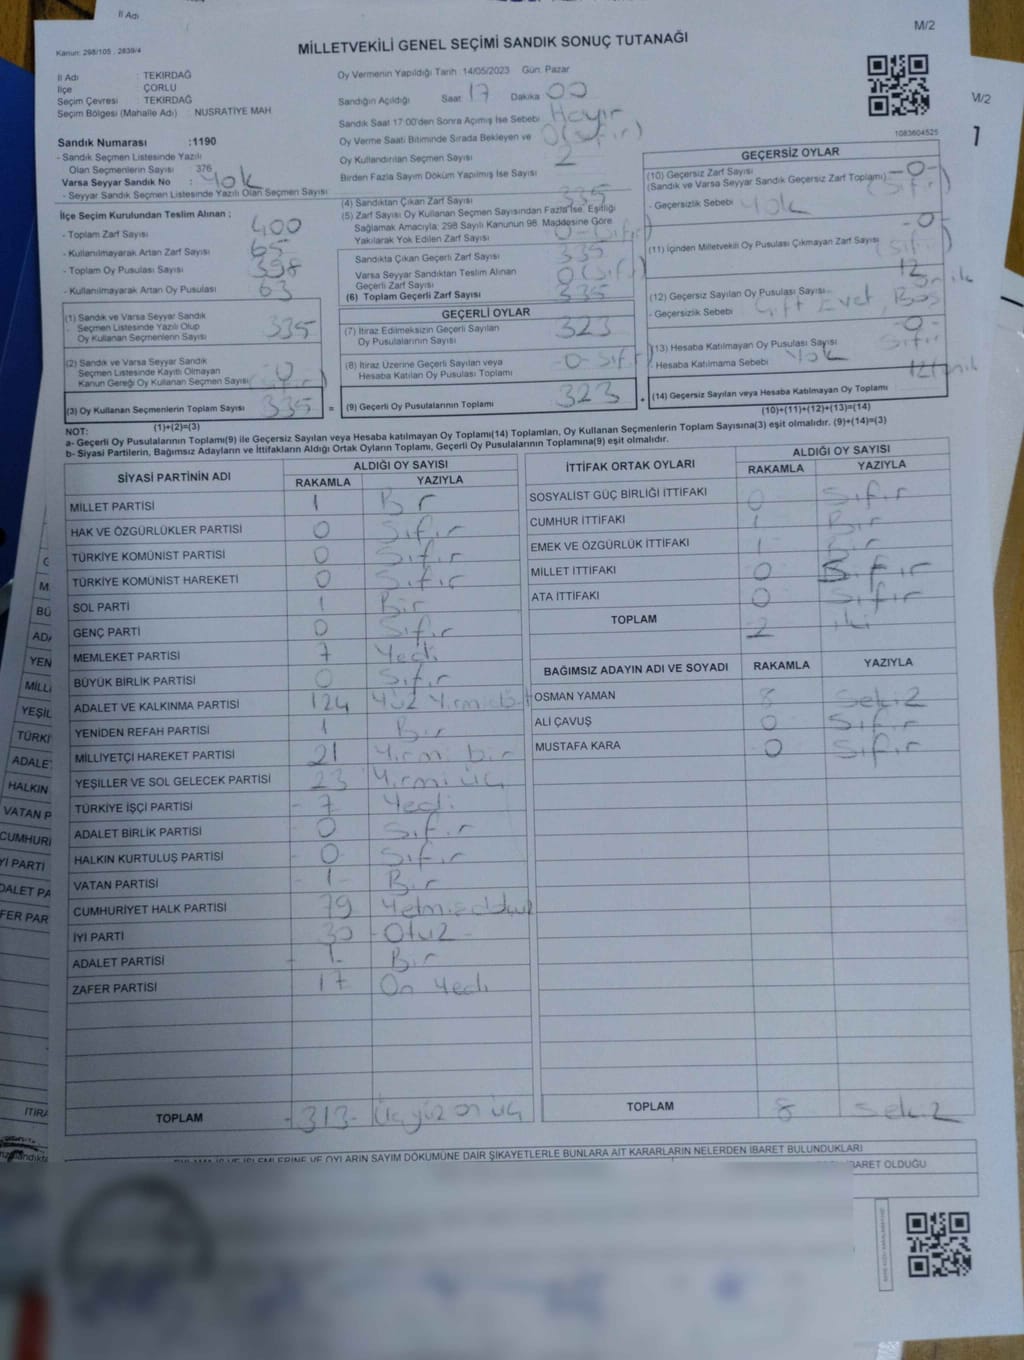 İl Adı
M/2
Kanun: 298/105 . 2839/4
MİLLETVEKİLİ GENEL SEÇİMİ SANDIK SONUÇ TUTANAĞI
İl Adı : TEKİRDAĞ
İlçe : ÇORLU
Seçim Çevresi : TEKİRDAĞ
Seçim Bölgesi (Mahalle Adı) : NUSRATİYE MAH
Sandık Numarası :1190
- Sandık Seçmen Listesinde Yazılı
Olan Seçmenlerin Sayısı : 376
Varsa Seyyar Sandık No : Yok
- Seyyar Sandık Seçmen Listesinde Yazılı Olan Seçmen Sayısı
Oy Vermenin Yapıldığı Tarih :14/05/2023 Gün: Pazar
Sandığın Açıldığı Saat 17 Dakika 00
Sandık Saat 17:00'den Sonra Açılmış İse Sebebi Hayır
Oy Verme Saati Bitiminde Sırada Bekleyen ve 0 (Sıfır)
Oy Kullandırılan Seçmen Sayısı
Birden Fazla Sayım Döküm Yapılmış İse Sayısı 2
M/2
1083604525
1
İlçe Seçim Kurulundan Teslim Alınan ;
- Toplam Zarf Sayısı 400
- Kullanılmayarak Artan Zarf Sayısı 65
- Toplam Oy Pusulası Sayısı 398
- Kullanılmayarak Artan Oy Pusulası 63
(1) Sandık ve Varsa Seyyar Sandık
Seçmen Listesinde Yazılı Olup
Oy Kullanan Seçmenlerin Sayısı 335
(2) Sandık ve Varsa Seyyar Sandık
Seçmen Listesinde Kayıtlı Olmayan
Kanun Gereği Oy Kullanan Seçmen Sayısı 0
(3) Oy Kullanan Seçmenlerin Toplam Sayısı 335 =
(1)+(2)=(3)
(4) Sandıktan Çıkan Zarf Sayısı 335
(5) Zarf Sayısı Oy Kullanan Seçmen Sayısından Fazla İse, Eşitliği
Sağlamak Amacıyla; 298 Sayılı Kanunun 98. Maddesine Göre
Yakılarak Yok Edilen Zarf Sayısı 0-Sıfır
Sandıkta Çıkan Geçerli Zarf Sayısı 335
Varsa Seyyar Sandıktan Teslim Alınan
Geçerli Zarf Sayısı 0 (Sıfır)
(6) Toplam Geçerli Zarf Sayısı 335
GEÇERLİ OYLAR
(7) İtiraz Edilmeksizin Geçerli Sayılan
Oy Pusulalarının Sayısı 323
(8) İtiraz Üzerine Geçerli Sayılan veya
Hesaba Katılan Oy Pusulası Toplamı -0-Sıfır
(9) Geçerli Oy Pusulalarının Toplamı 323 +
GEÇERSİZ OYLAR
(10) Geçersiz Zarf Sayısı -0-
(Sandık ve Varsa Seyyar Sandık Geçersiz Zarf Toplamı) (Sıfır)
- Geçersizlik Sebebi Yok
(11) İçinden Milletvekili Oy Pusulası Çıkmayan Zarf Sayısı -0- (Sıfır)
(12) Geçersiz Sayılan Oy Pusulası Sayısı 12
- Geçersizlik Sebebi Çift Evet, Boş
(13) Hesaba Katılmayan Oy Pusulası Sayısı -0- Sıfır
Hesaba Katılmama Sebebi Yok
(14) Geçersiz Sayılan veya Hesaba Katılmayan Oy Toplamı
(10)+(11)+(12)+(13)=(14)
NOT:
a- Geçerli Oy Pusulalarının Toplamı(9) ile Geçersiz Sayılan veya Hesaba katılmayan Oy Toplamı(14) Toplamları, Oy Kullanan Seçmenlerin Toplam Sayısına(3) eşit olmalıdır. (9)+(14)=(3)
b- Siyasi Partilerin, Bağımsız Adayların ve İttifakların Aldığı Ortak Oyların Toplamı, Geçerli Oy Pusulalarının Toplamına(9) eşit olmalıdır.
SİYASİ PARTİNİN ADI ALDIĞI OY SAYISI
RAKAMLA YAZIYLA
MİLLET PARTİSİ 1 Bir
HAK VE ÖZGÜRLÜKLER PARTİSİ 0 Sıfır
TÜRKİYE KOMÜNİST PARTİSİ 0 Sıfır
TÜRKİYE KOMÜNİST HAREKETİ 0 Sıfır
SOL PARTİ 1 Bir
GENÇ PARTİ 0 Sıfır
MEMLEKET PARTİSİ 7 Yedi
BÜYÜK BİRLİK PARTİSİ 0 Sıfır
ADALET VE KALKINMA PARTİSİ 124 Yüz Yirmidört
YENİDEN REFAH PARTİSİ 1 Bir
MİLLİYETÇİ HAREKET PARTİSİ 21 Yirmi bir
YEŞİLLER VE SOL GELECEK PARTİSİ 23 Yirmi üç
TÜRKİYE İŞÇİ PARTİSİ - 7 Yedi
ADALET BİRLİK PARTİSİ 0 Sıfır
HALKIN KURTULUŞ PARTİSİ 0 Sıfır
VATAN PARTİSİ -1- Bir
CUMHURİYET HALK PARTİSİ 79 Yetmişdokuz
İYİ PARTİ 30 -Otuz-
ADALET PARTİSİ -1- Bir
ZAFER PARTİSİ 17 On Yedi
TOPLAM -313- Üçyüz on üç
İTTİFAK ORTAK OYLARI ALDIĞI OY SAYISI
RAKAMLA YAZIYLA
SOSYALİST GÜÇ BİRLİĞİ İTTİFAKI 0 Sıfır
CUMHUR İTTİFAKI 1 Bir
EMEK VE ÖZGÜRLÜK İTTİFAKI 1 Bir
MİLLET İTTİFAKI 0 Sıfır
ATA İTTİFAKI 0 Sıfır
TOPLAM 2 iki
BAĞIMSIZ ADAYIN ADI VE SOYADI RAKAMLA YAZIYLA
OSMAN YAMAN 8 Sekiz
ALİ ÇAVUŞ 0 Sıfır
MUSTAFA KARA 0 Sıfır
TOPLAM 8 Sekiz
OYLARIN SAYIM DÖKÜMÜNE DAİR ŞİKAYETLERLE BUNLARA AİT KARARLARIN NELERDEN İBARET BULUNDUKLARI
İBARET OLDUĞU